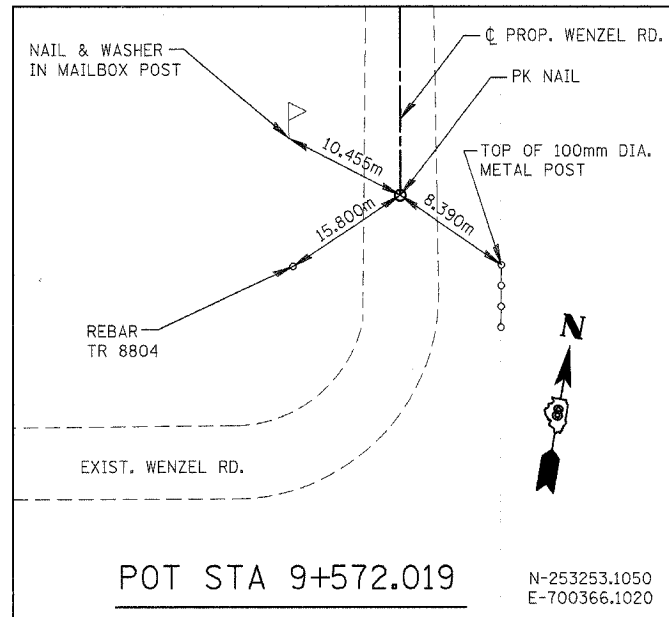 NAIL & WASHER
IN MAILBOX POST
℄ PROP. WENZEL RD.
PK NAIL
10.455m
TOP OF 100mm DIA.
METAL POST
15.800m
8.390m
REBAR
TR 8804
N
8
EXIST. WENZEL RD.
POT STA 9+572.019
N-253253.1050
E-700366.1020